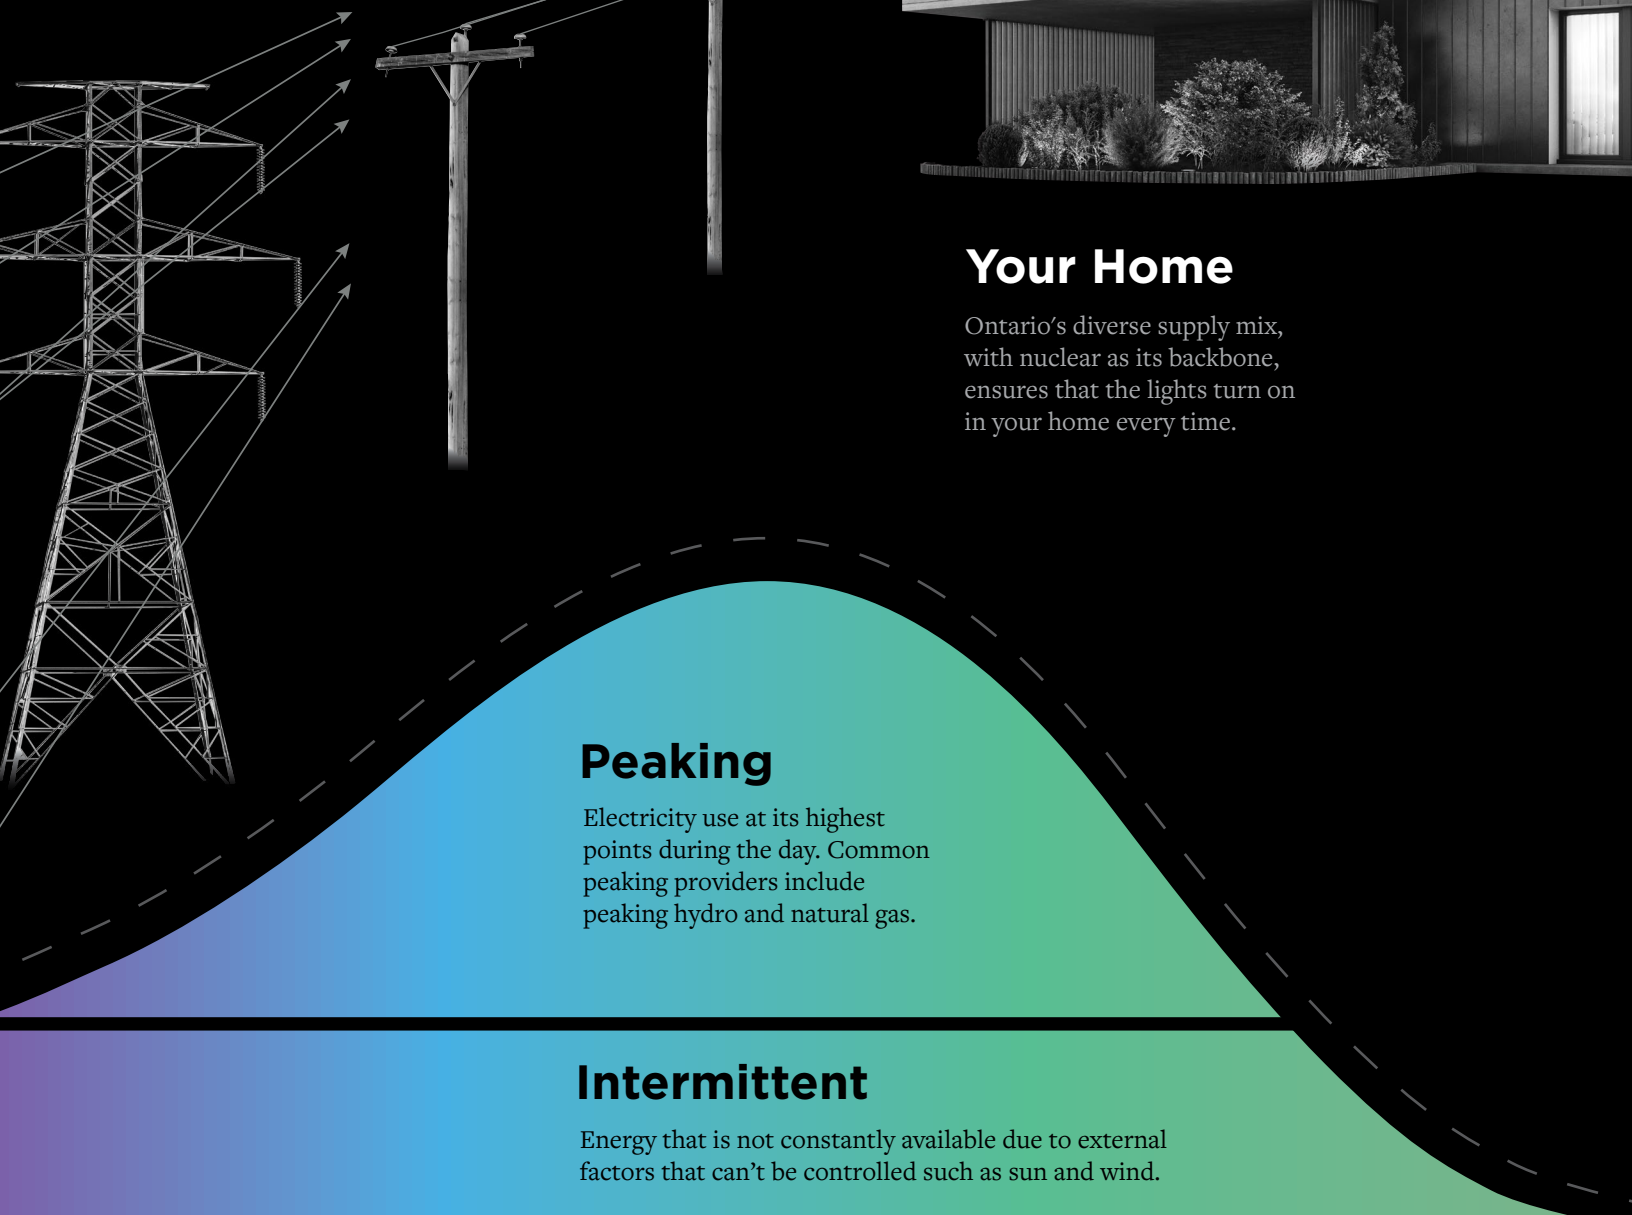 Your Home
Ontario's diverse supply mix,
with nuclear as its backbone,
ensures that the lights turn on
in your home every time.
Peaking
Electricity use at its highest
points during the day. Common
peaking providers include
peaking hydro and natural gas.
Intermittent
Energy that is not constantly available due to external
factors that can’t be controlled such as sun and wind.